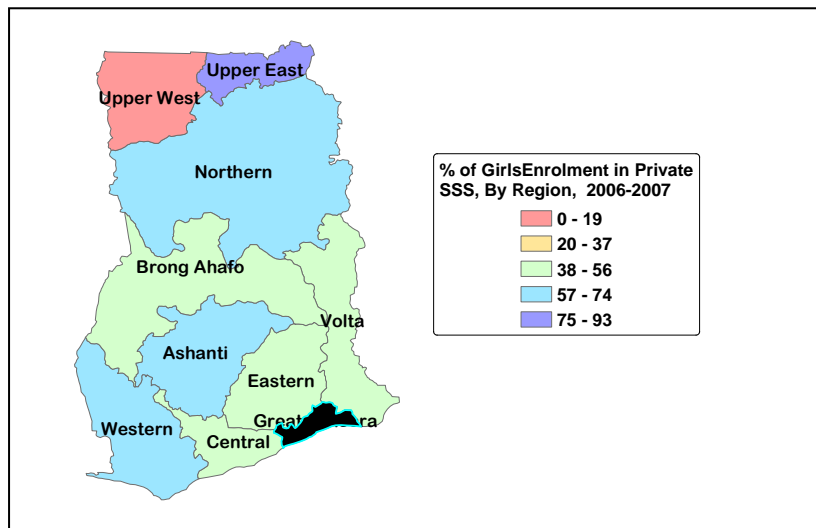 Upper East
Upper West
Northern
Brong Ahafo
Volta
Ashanti
Eastern
Western
Central
% of GirlsEnrolment in Private
SSS, By Region, 2006-2007
0 - 19
20 - 37
38 - 56
57 - 74
75 - 93